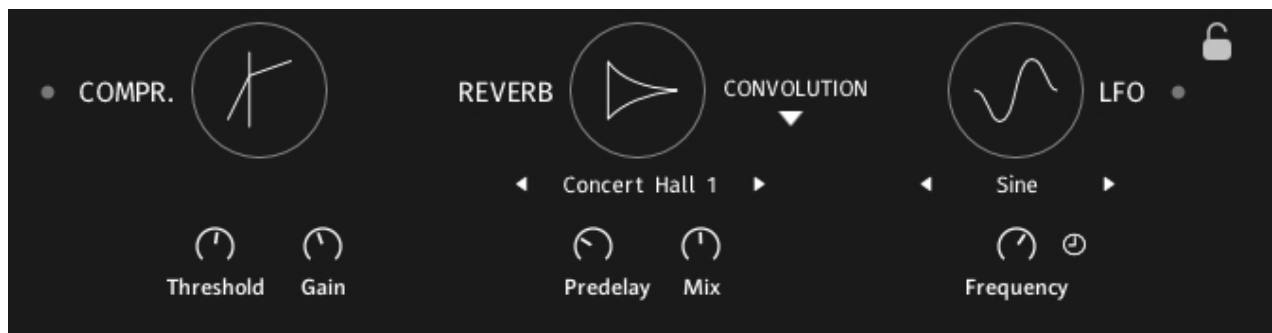 COMPR.
REVERB
CONVOLUTION
LFO
Concert Hall 1
Sine
Threshold
Gain
Predelay
Mix
Frequency